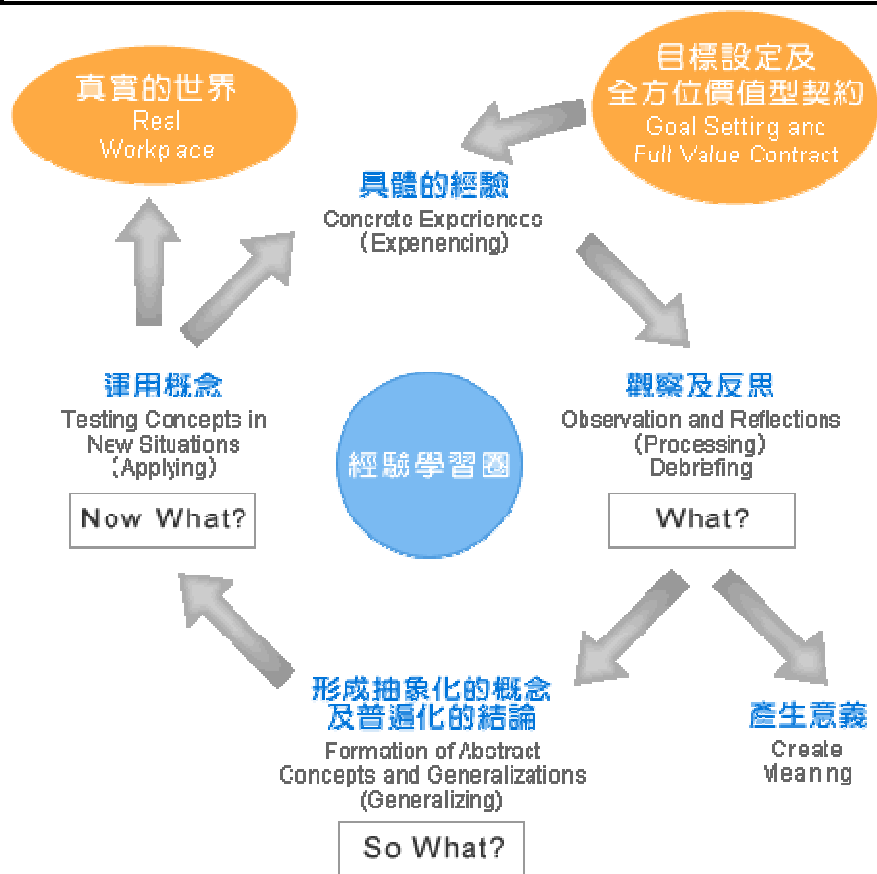 真實的世界
Real
Workplace
目標設定及
全方位價值型契約
Goal Setting and
Full Value Contract
具體的經驗
Concrete Experiences
(Experiencing)
運用概念
Testing Concepts in
New Situations
(Applying)
Now What?
經驗學習圈
觀察及反思
Observation and Reflections
(Processing)
Debriefing
What?
形成抽象化的概念
及普遍化的結論
Formation of Abstract
Concepts and Generalizations
(Generalizing)
So What?
產生意義
Create
Meaning